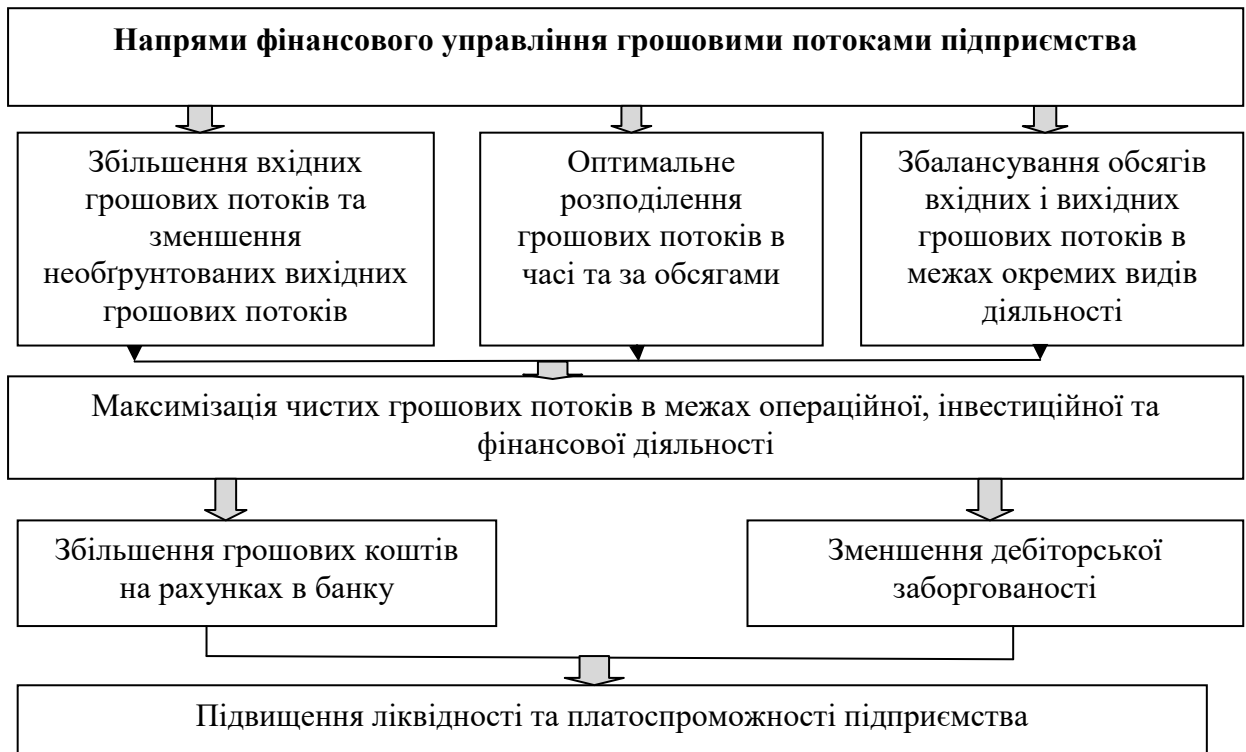 Напрями фінансового управління грошовими потоками підприємства
Збільшення вхідних
грошових потоків та
зменшення
необґрунтованих вихідних
грошових потоків
Оптимальне
розподілення
грошових потоків в
часі та за обсягами
Збалансування обсягів
вхідних і вихідних
грошових потоків в
межах окремих видів
діяльності
Максимізація чистих грошових потоків в межах операційної, інвестиційної та
фінансової діяльності
Збільшення грошових коштів
на рахунках в банку
Зменшення дебіторської
заборгованості
Підвищення ліквідності та платоспроможності підприємства